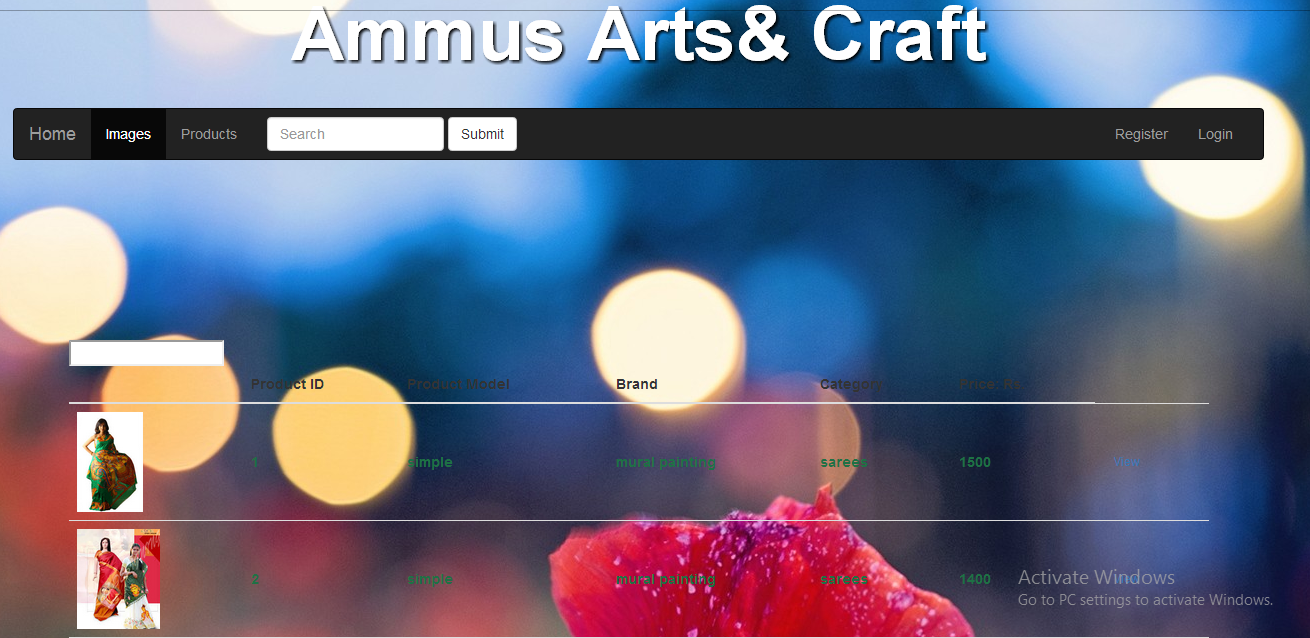 Ammus Arts& Craft
Home Images Products Search Submit Register Login
Product ID Product Model Brand Category Price: Rs
1 simple mural painting sarees 1500 view
2 simple mural painting sarees 1400
Activate Windows
Go to PC settings to activate Windows.